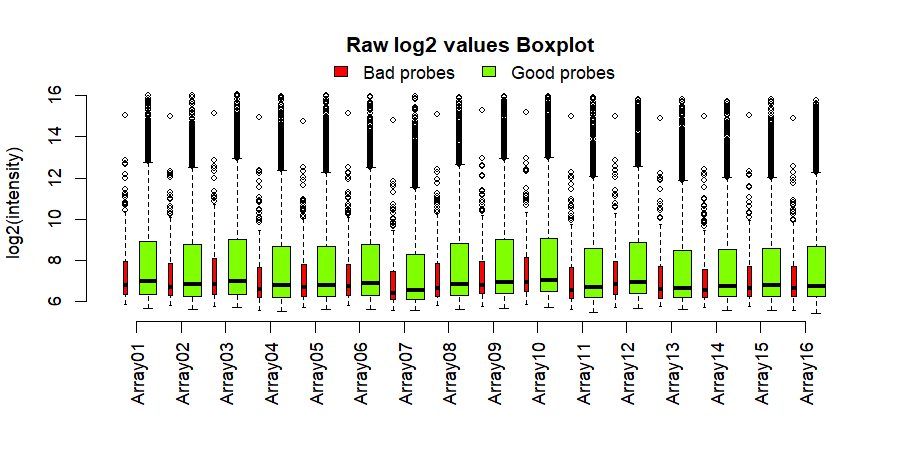 Raw log2 values Boxplot
Bad probes Good probes
log2(intensity)
16
14
12
10
8
6
Array01 Array02 Array03 Array04 Array05 Array06 Array07 Array08 Array09 Array10 Array11 Array12 Array13 Array14 Array15 Array16